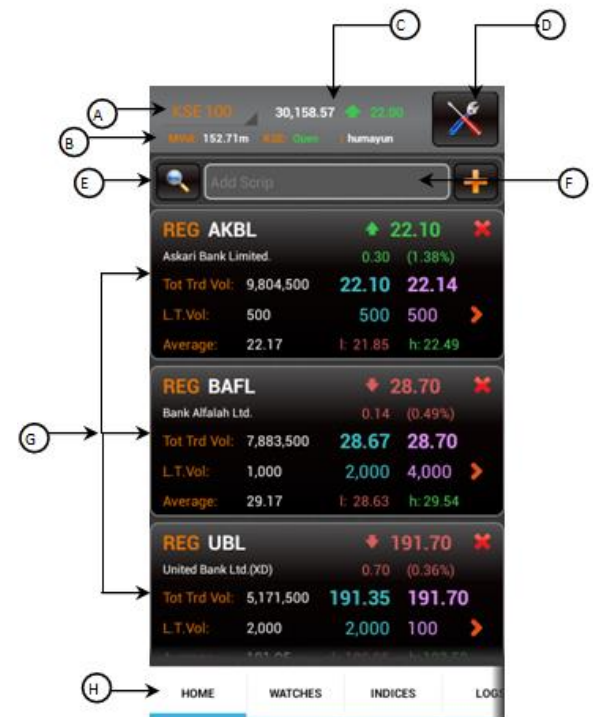 C D
A KSE 100 30,158.57 22.00
B 152.71m KSE: Open : humayun
E Add Scrip F
REG AKBL 22.10
Askari Bank Limited. 0.30 (1.38%)
Tot Trd Vol: 9,804,500 22.10 22.14
L.T.Vol: 500 500 500
Average: 22.17 l: 21.85 h: 22.49
REG BAFL 28.70
Bank Alfalah Ltd. 0.14 (0.49%)
G Tot Trd Vol: 7,883,500 28.67 28.70
L.T.Vol: 1,000 2,000 4,000
Average: 29.17 l: 28.63 h: 29.54
REG UBL 191.70
United Bank Ltd.(XD) 0.70 (0.36%)
Tot Trd Vol: 5,171,500 191.35 191.70
L.T.Vol: 2,000 2,000 100
H HOME WATCHES INDICES LOGS